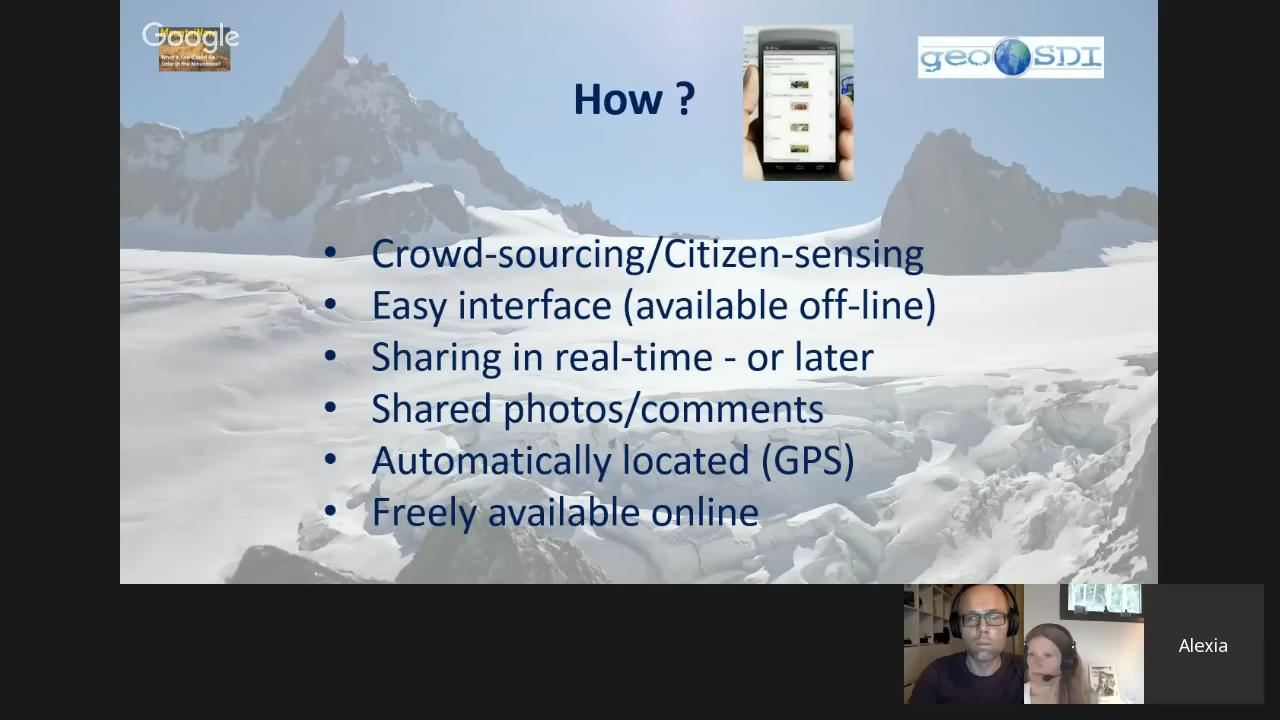 Google
How ?
geoSDI
• Crowd-sourcing/Citizen-sensing
• Easy interface (available off-line)
• Sharing in real-time - or later
• Shared photos/comments
• Automatically located (GPS)
• Freely available online
Alexia